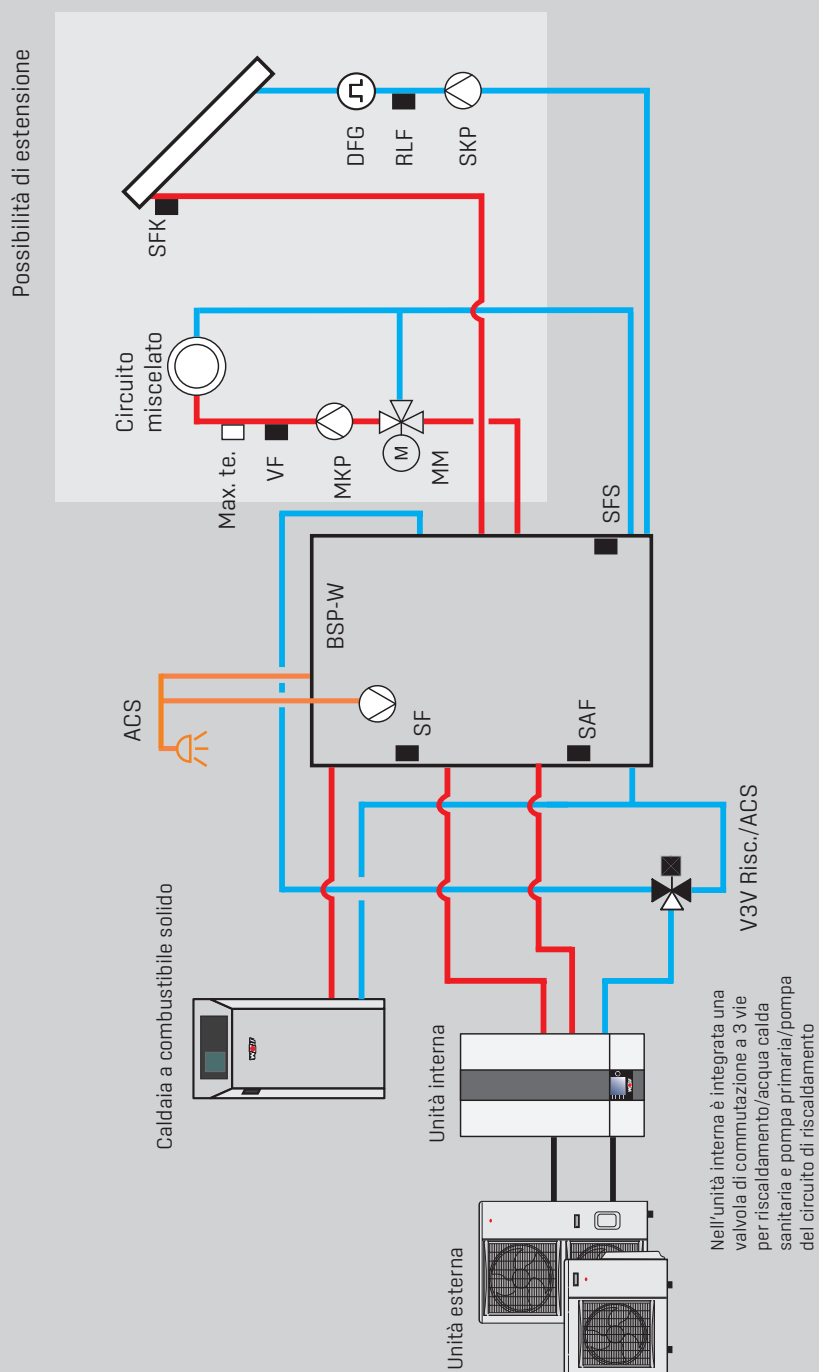 Possibilità di estensione
SFK
DFG
RLF
SKP
Circuito
miscelato
Max. te.
VF
MKP
M
MM
ACS
BSP-W
SFS
SF
SAF
Caldaia a combustibile solido
V3V Risc./ACS
Unità interna
Unità esterna
Nell'unità interna è integrata una
valvola di commutazione a 3 vie
per riscaldamento/acqua calda
sanitaria e pompa primaria/pompa
del circuito di riscaldamento